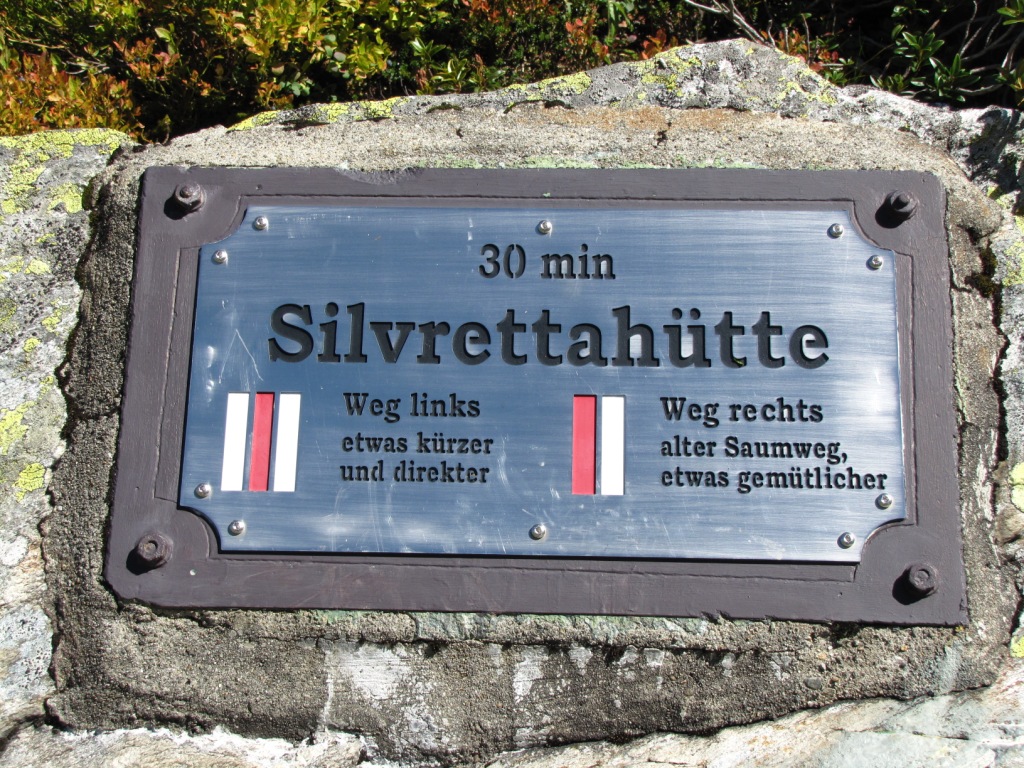 30 min
Silvrettahütte
Weg links
etwas kürzer
und direkter
Weg rechts
alter Saumweg,
etwas gemütlicher